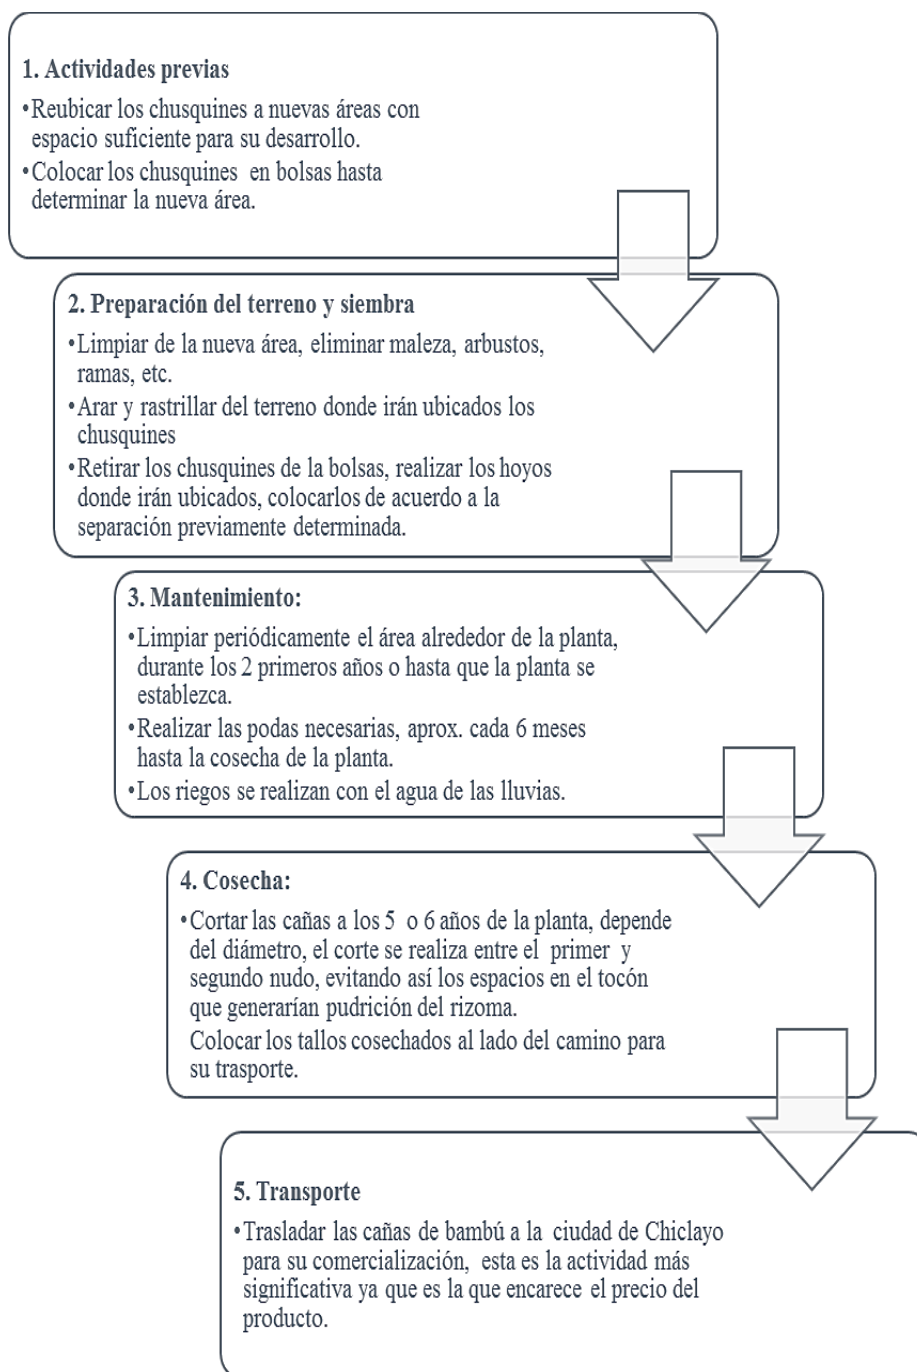 1. Actividades previas
•Reubicar los chusquines a nuevas áreas con
espacio suficiente para su desarrollo.
•Colocar los chusquines en bolsas hasta
determinar la nueva área.
2. Preparación del terreno y siembra
•Limpiar de la nueva área, eliminar maleza, arbustos,
ramas, etc.
•Arar y rastrillar del terreno donde irán ubicados los
chusquines
•Retirar los chusquines de la bolsas, realizar los hoyos
donde irán ubicados, colocarlos de acuerdo a la
separación previamente determinada.
3. Mantenimiento:
•Limpiar periódicamente el área alrededor de la planta,
durante los 2 primeros años o hasta que la planta se
establezca.
•Realizar las podas necesarias, aprox. cada 6 meses
hasta la cosecha de la planta.
•Los riegos se realizan con el agua de las lluvias.
4. Cosecha:
•Cortar las cañas a los 5 o 6 años de la planta, depende
del diámetro, el corte se realiza entre el primer y
segundo nudo, evitando así los espacios en el tocón
que generarían pudrición del rizoma.
Colocar los tallos cosechados al lado del camino para
su trasporte.
5. Transporte
•Trasladar las cañas de bambú a la ciudad de Chiclayo
para su comercialización, esta es la actividad más
significativa ya que es la que encarece el precio del
producto.